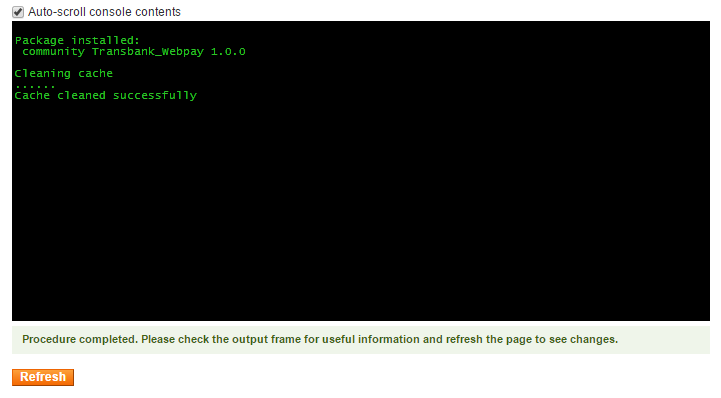 Auto-scroll console contents
Package installed:
community Transbank_Webpay 1.0.0
Cleaning cache
......
Cache cleaned successfully
Procedure completed. Please check the output frame for useful information and refresh the page to see changes.
Refresh